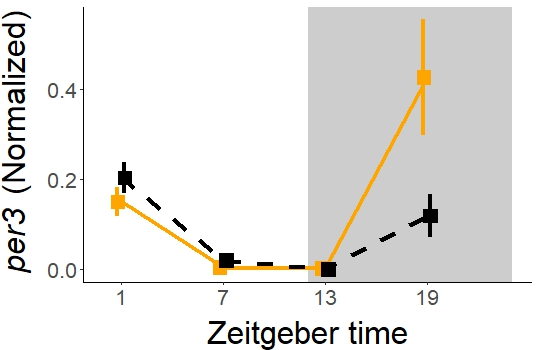 per3 (Normalized)
0.4
0.2
0.0
1 7 13 19
Zeitgeber time